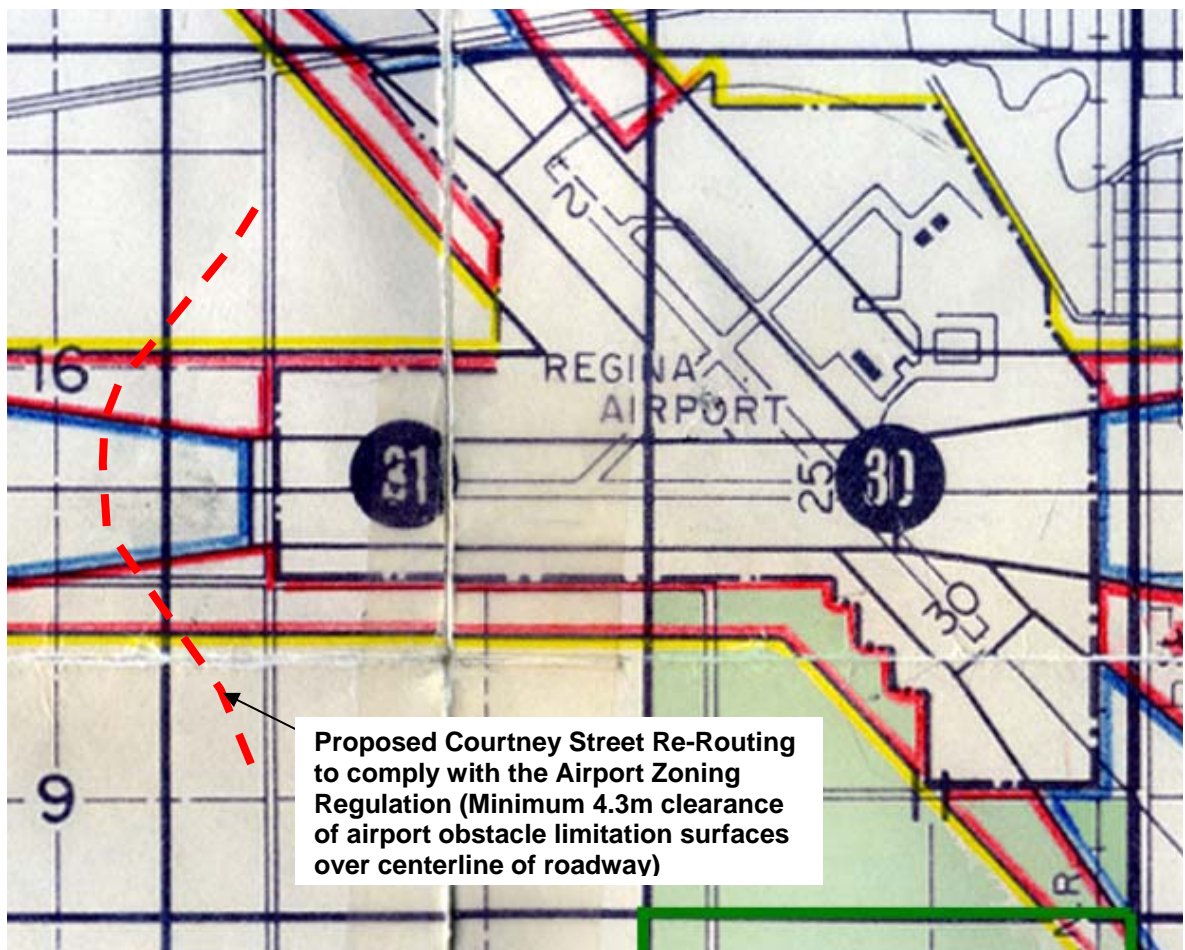 12
16
REGINA
AIRPORT
31
25
30
30
9
Proposed Courtney Street Re-Routing
to comply with the Airport Zoning
Regulation (Minimum 4.3m clearance
of airport obstacle limitation surfaces
over centerline of roadway)